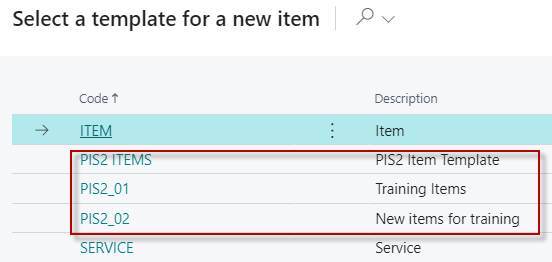 Select a template for a new item
Code ↑ Description
ITEM Item
PIS2 ITEMS PIS2 Item Template
PIS2_01 Training Items
PIS2_02 New items for training
SERVICE Service